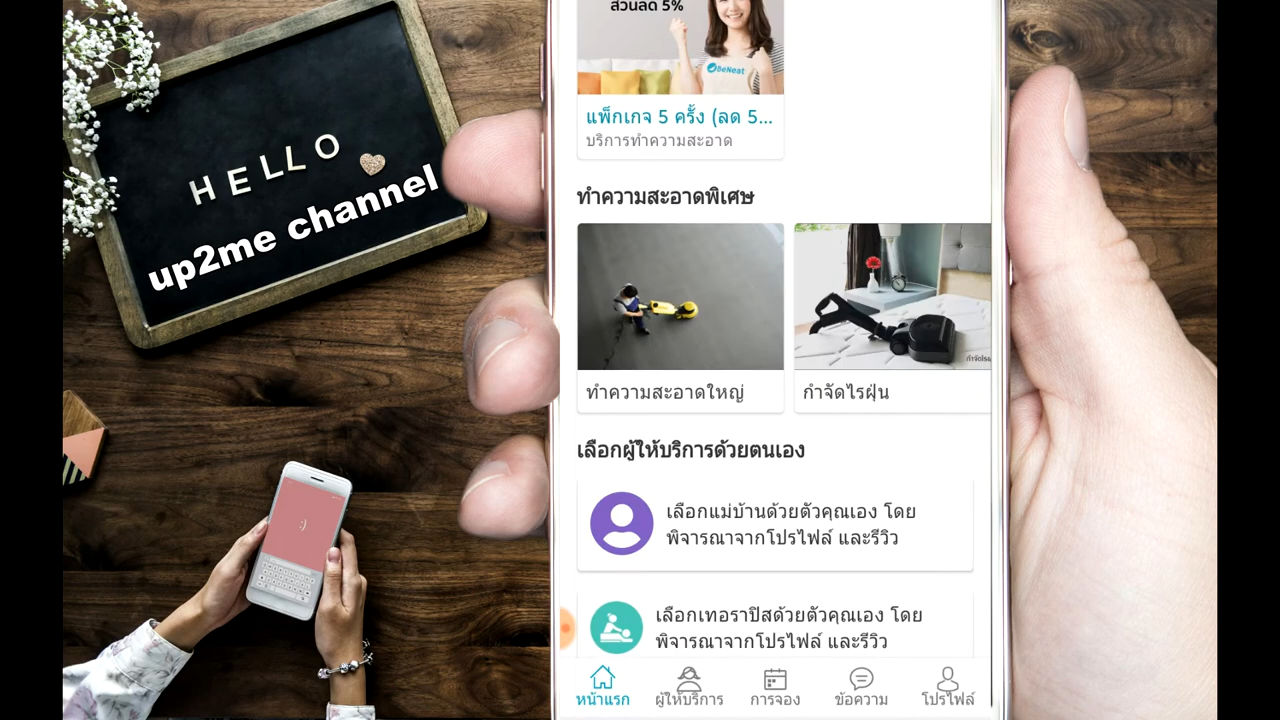 HELLO
up2me channel
ส่วนลด 5%
BeNeat
แพ็กเกจ 5 ครั้ง (ลด 5...
บริการทำความสะอาด
ทำความสะอาดพิเศษ
ทำความสะอาดใหญ่
กำจัดไรฝุ่น
เลือกผู้ให้บริการด้วยตนเอง
เลือกแม่บ้านด้วยตัวคุณเอง โดย
พิจารณาจากโปรไฟล์ และรีวิว
เลือกเทอราปิสด้วยตัวคุณเอง โดย
พิจารณาจากโปรไฟล์ และรีวิว
หน้าแรก
ผู้ให้บริการ
การจอง
ข้อความ
โปรไฟล์